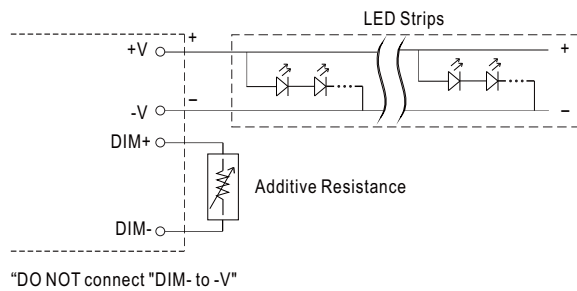 LED Strips
+V + +
-V − −
DIM+
Additive Resistance
DIM-
“DO NOT connect "DIM- to -V"